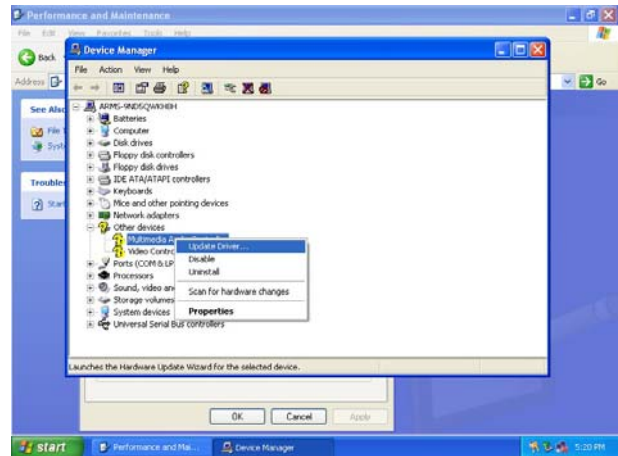 Performance and Maintenance
File Edit View Favorites Tools Help
Back
Address
Go
Device Manager
File Action View Help
ARMS-9NDSQWKH0H
Batteries
Computer
Disk drives
Floppy disk controllers
Floppy disk drives
IDE ATA/ATAPI controllers
Keyboards
Mice and other pointing devices
Network adapters
Other devices
Multimedia A
Video Contro
Ports (COM & LP
Processors
Sound, video an
Storage volumes
System devices
Universal Serial Bus controllers
Update Driver...
Disable
Uninstall
Scan for hardware changes
Properties
Launches the Hardware Update Wizard for the selected device.
See Also
File T
Syst
Troubles
Start
OK Cancel Apply
start
Performance and Mai...
Device Manager
5:20 PM